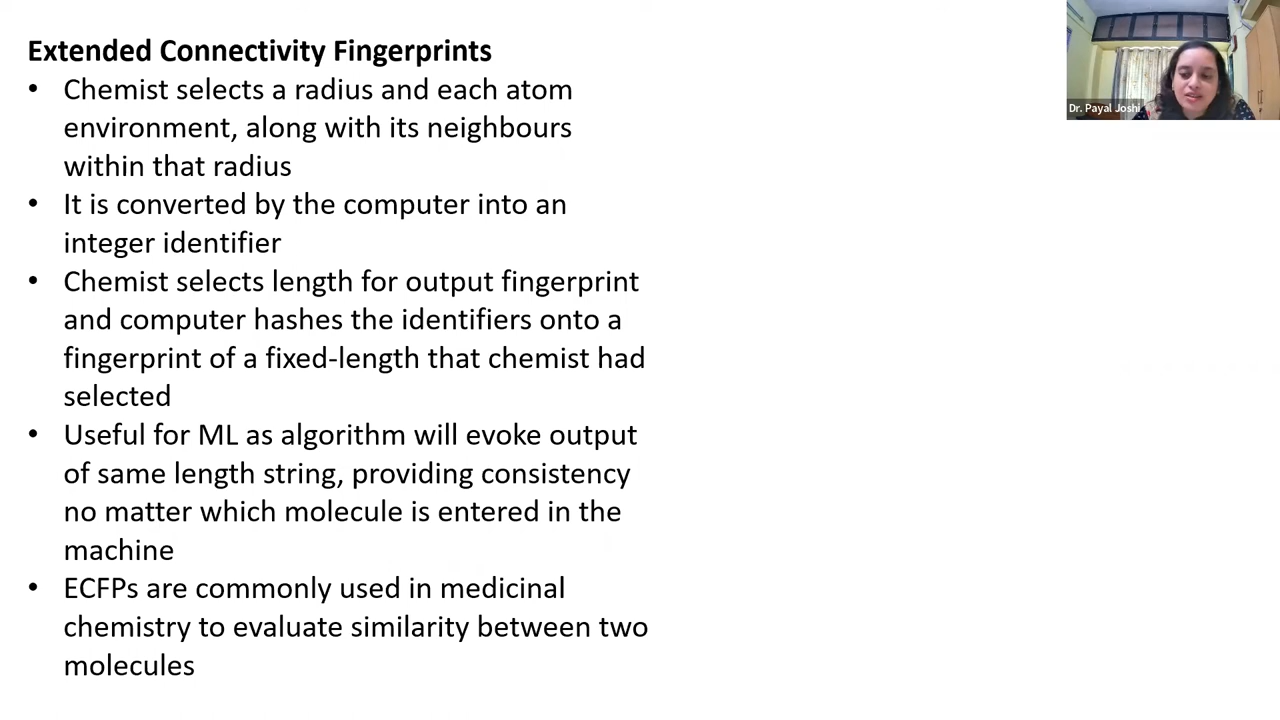 Extended Connectivity Fingerprints
• Chemist selects a radius and each atom
environment, along with its neighbours
within that radius
• It is converted by the computer into an
integer identifier
• Chemist selects length for output fingerprint
and computer hashes the identifiers onto a
fingerprint of a fixed-length that chemist had
selected
• Useful for ML as algorithm will evoke output
of same length string, providing consistency
no matter which molecule is entered in the
machine
• ECFPs are commonly used in medicinal
chemistry to evaluate similarity between two
molecules
Dr. Payal Joshi